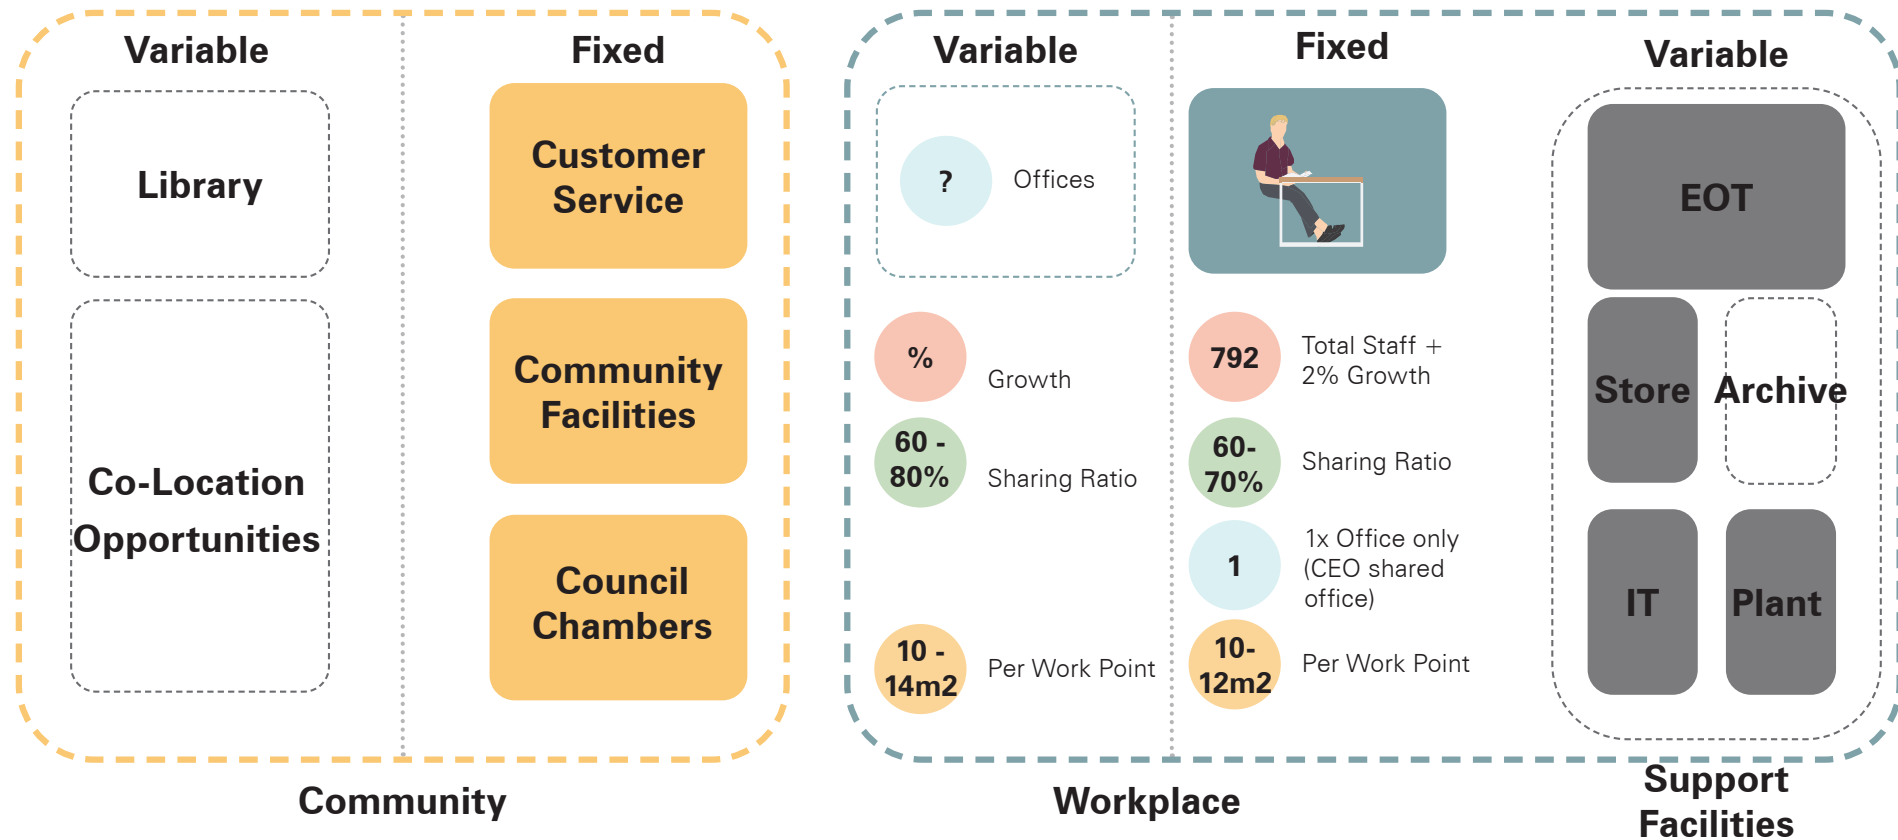 Variable
Library
Co-Location
Opportunities
Fixed
Customer
Service
Community
Facilities
Council
Chambers
Community
Variable
?
Offices
%
Growth
60 -
80%
Sharing Ratio
10 -
14m2
Per Work Point
Fixed
792
Total Staff +
2% Growth
60-
70%
Sharing Ratio
1
1x Office only
(CEO shared
office)
10-
12m2
Per Work Point
Workplace
Variable
EOT
Store
Archive
IT
Plant
Support
Facilities